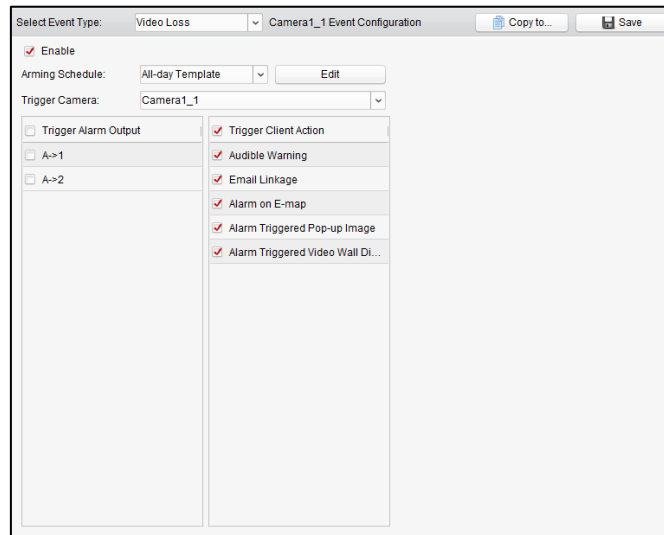 Select Event Type: Video Loss Camera1_1 Event Configuration Copy to... Save
Enable
Arming Schedule: All-day Template Edit
Trigger Camera: Camera1_1
Trigger Alarm Output Trigger Client Action
A->1 Audible Warning
A->2 Email Linkage
Alarm on E-map
Alarm Triggered Pop-up Image
Alarm Triggered Video Wall Di...